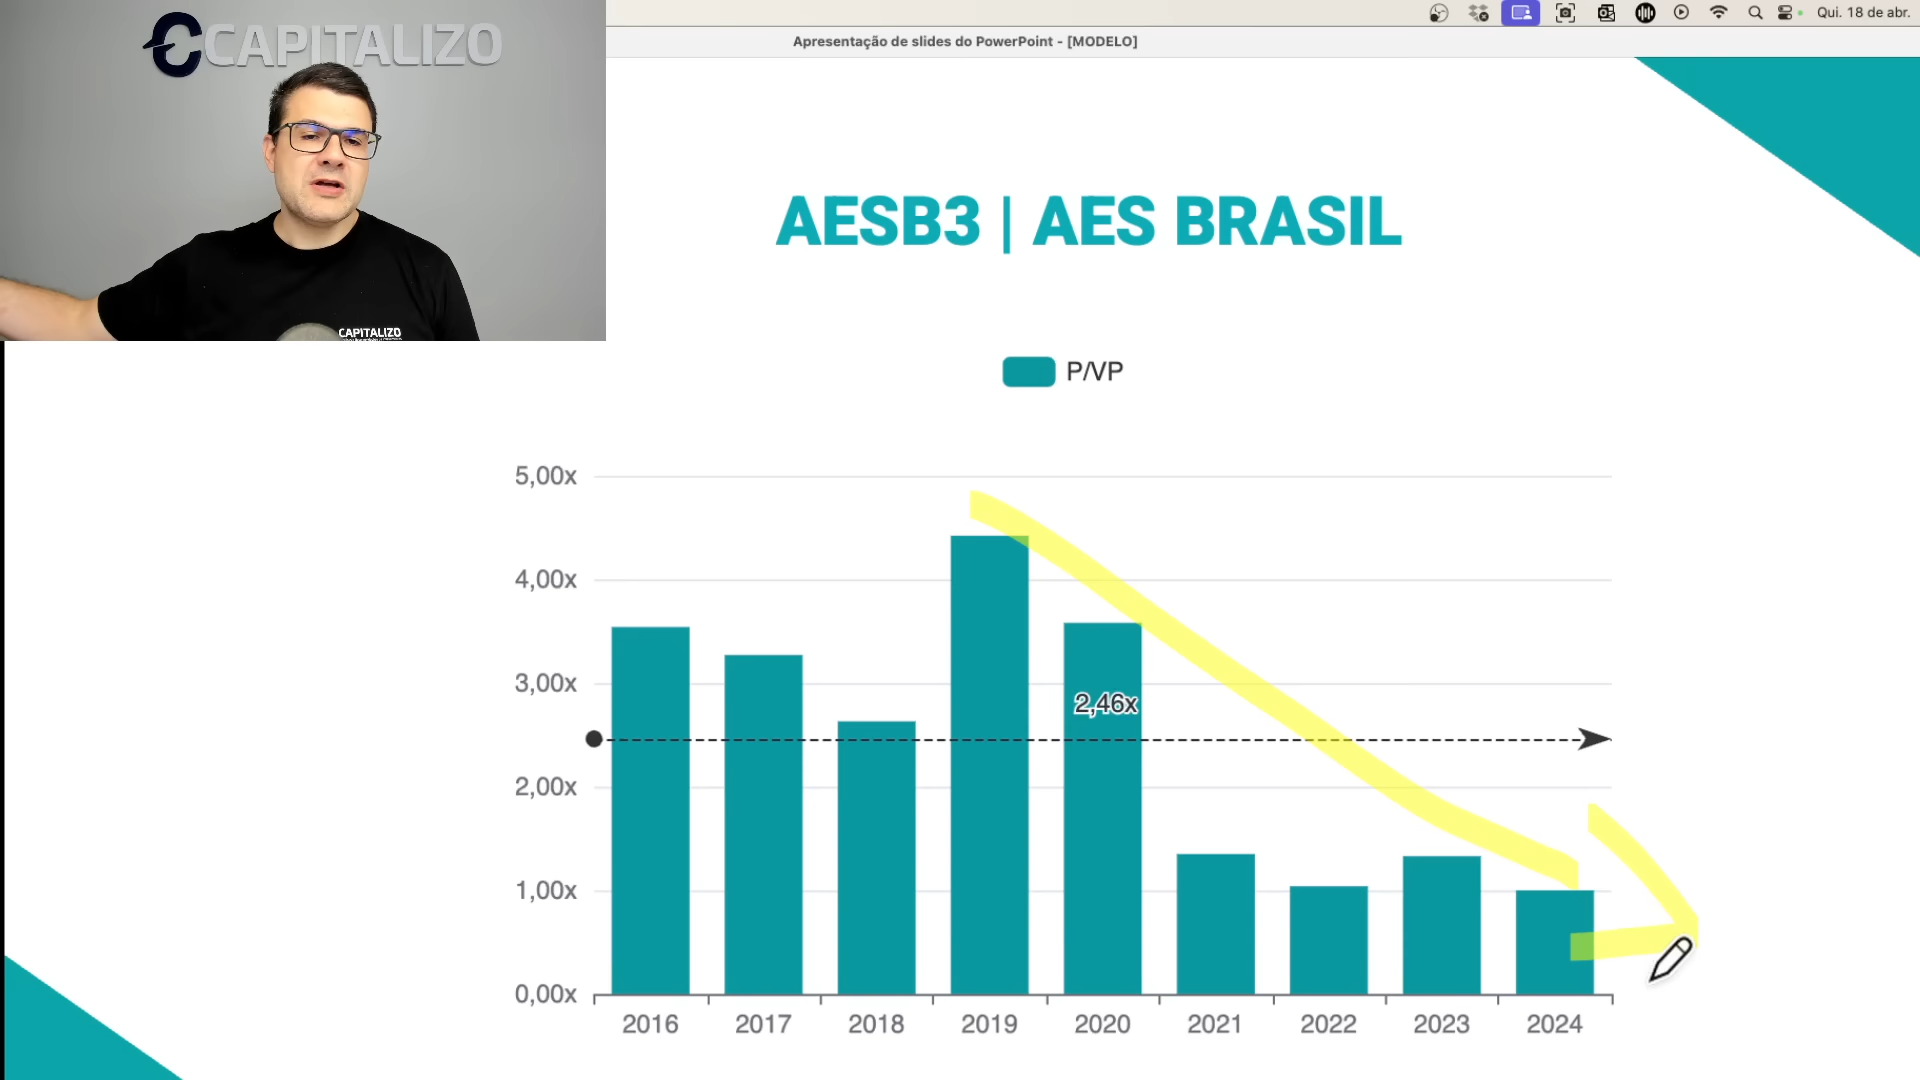 CAPITALIZO
Qui. 18 de abr.
Apresentação de slides do PowerPoint - [MODELO]
CAPITALIZO
AESB3 | AES BRASIL
P/VP
5,00x
4,00x
3,00x
2,46x
2,00x
1,00x
0,00x
2016 2017 2018 2019 2020 2021 2022 2023 2024